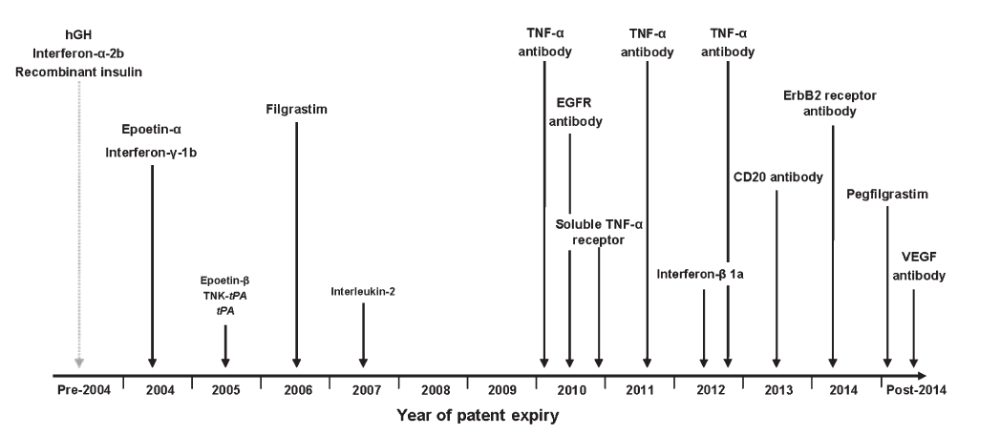 hGH
Interferon-α-2b
Recombinant insulin
Epoetin-α
Interferon-γ-1b
Epoetin-β
TNK-tPA
tPA
Filgrastim
Interleukin-2
TNF-α
antibody
EGFR
antibody
Soluble TNF-α
receptor
TNF-α
antibody
Interferon-β 1a
TNF-α
antibody
CD20 antibody
ErbB2 receptor
antibody
Pegfilgrastim
VEGF
antibody
Pre-2004 2004 2005 2006 2007 2008 2009 2010 2011 2012 2013 2014 Post-2014
Year of patent expiry